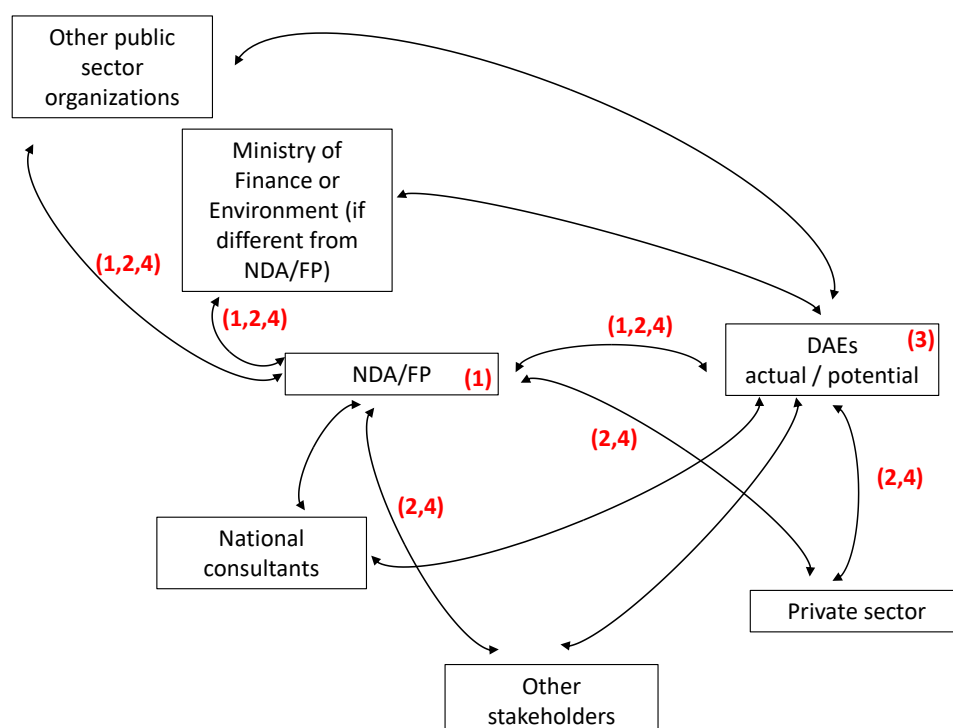 Other public
sector
organizations
Ministry of
Finance or
Environment (if
different from
NDA/FP)
(1,2,4)
(1,2,4)
(1,2,4)
NDA/FP
(1)
DAEs
actual / potential
(3)
(2,4)
(2,4)
(2,4)
National
consultants
Private sector
Other
stakeholders